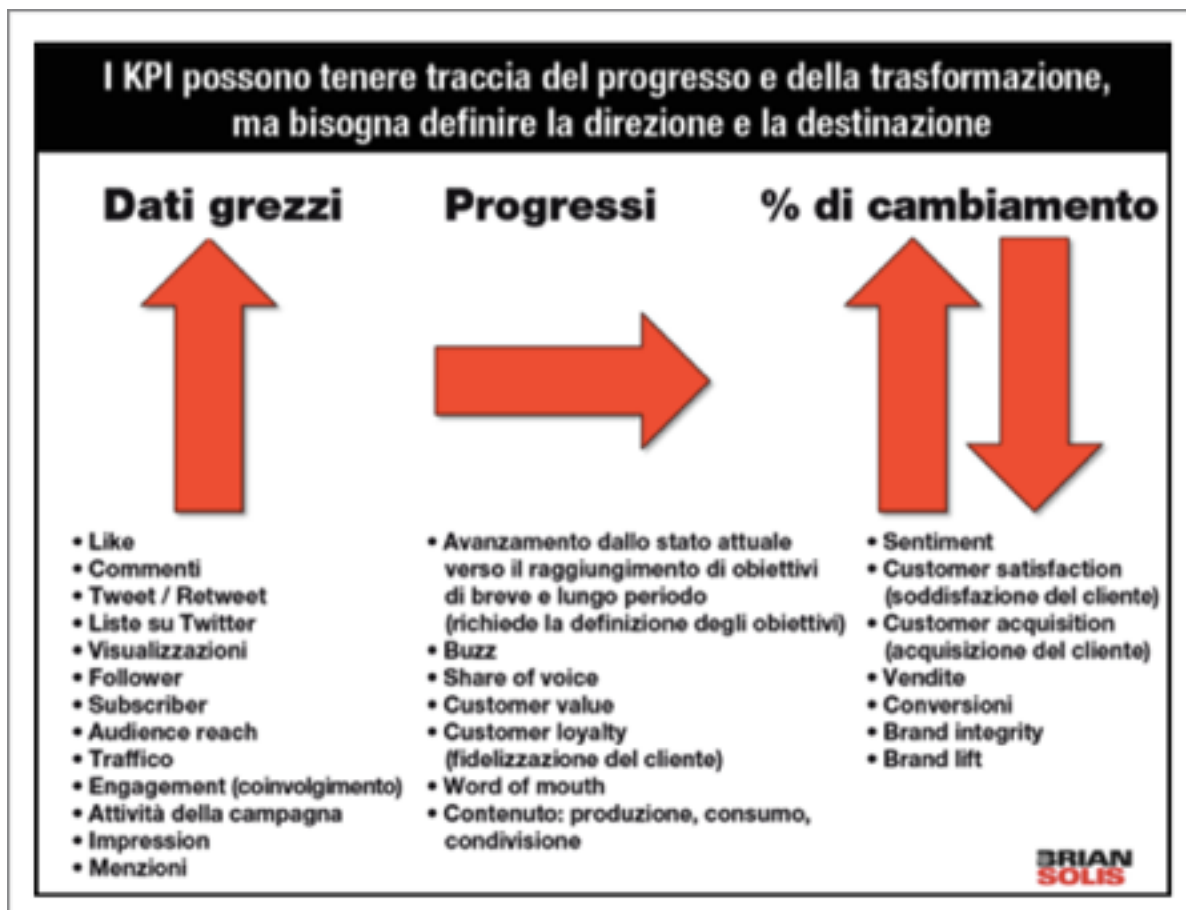 I KPI possono tenere traccia del progresso e della trasformazione,
ma bisogna definire la direzione e la destinazione
Dati grezzi
• Like
• Commenti
• Tweet / Retweet
• Liste su Twitter
• Visualizzazioni
• Follower
• Subscriber
• Audience reach
• Traffico
• Engagement (coinvolgimento)
• Attività della campagna
• Impression
• Menzioni
Progressi
• Avanzamento dallo stato attuale
verso il raggiungimento di obiettivi
di breve e lungo periodo
(richiede la definizione degli obiettivi)
• Buzz
• Share of voice
• Customer value
• Customer loyalty
(fidelizzazione del cliente)
• Word of mouth
• Contenuto: produzione, consumo,
condivisione
% di cambiamento
• Sentiment
• Customer satisfaction
(soddisfazione del cliente)
• Customer acquisition
(acquisizione del cliente)
• Vendite
• Conversioni
• Brand integrity
• Brand lift
BRIAN
SOLIS